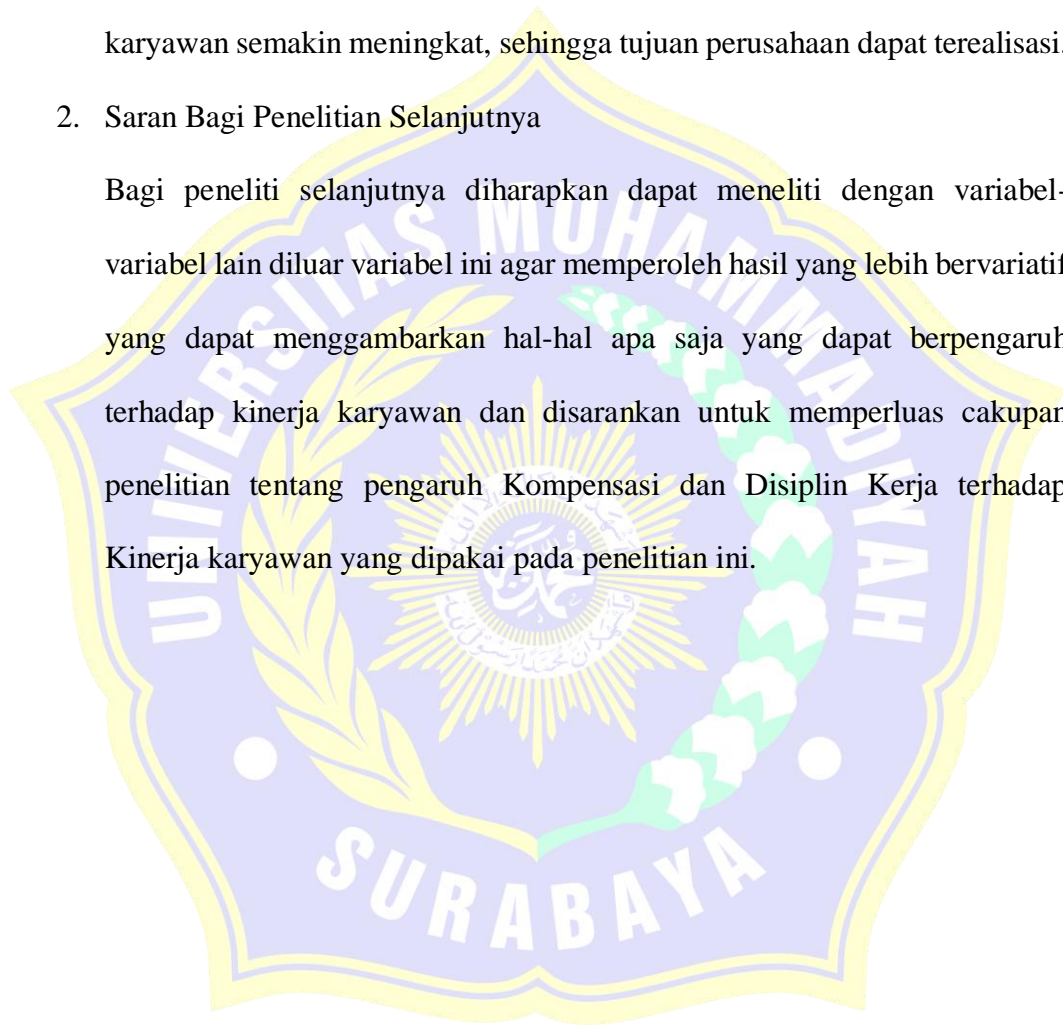 karyawan semakin meningkat, sehingga tujuan perusahaan dapat terealisasi.
2. Saran Bagi Penelitian Selanjutnya
Bagi peneliti selanjutnya diharapkan dapat meneliti dengan variabel-
variabel lain diluar variabel ini agar memperoleh hasil yang lebih bervariatif
yang dapat menggambarkan hal-hal apa saja yang dapat berpengaruh
terhadap kinerja karyawan dan disarankan untuk memperluas cakupan
penelitian tentang pengaruh Kompensasi dan Disiplin Kerja terhadap
Kinerja karyawan yang dipakai pada penelitian ini.
UNIVERSITAS MUHAMMADIYAH
SURABAYA